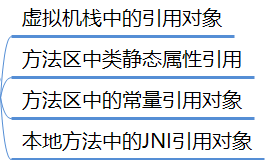 虚拟机栈中的引用对象
方法区中类静态属性引用
方法区中的常量引用对象
本地方法中的JNI引用对象